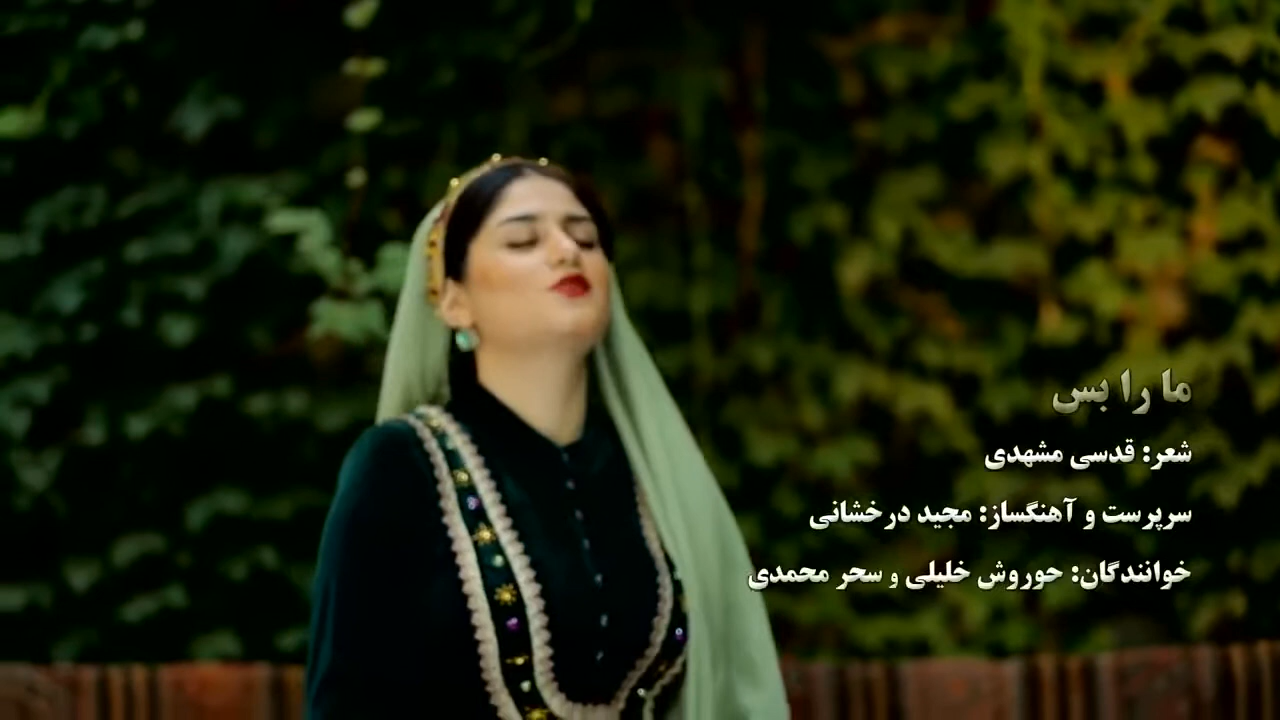 ما را بس
شعر: قدسی مشهدی
سرپرست و آهنگساز: مجید درخشانی
خوانندگان: حوروش خلیلی و سحر محمدی